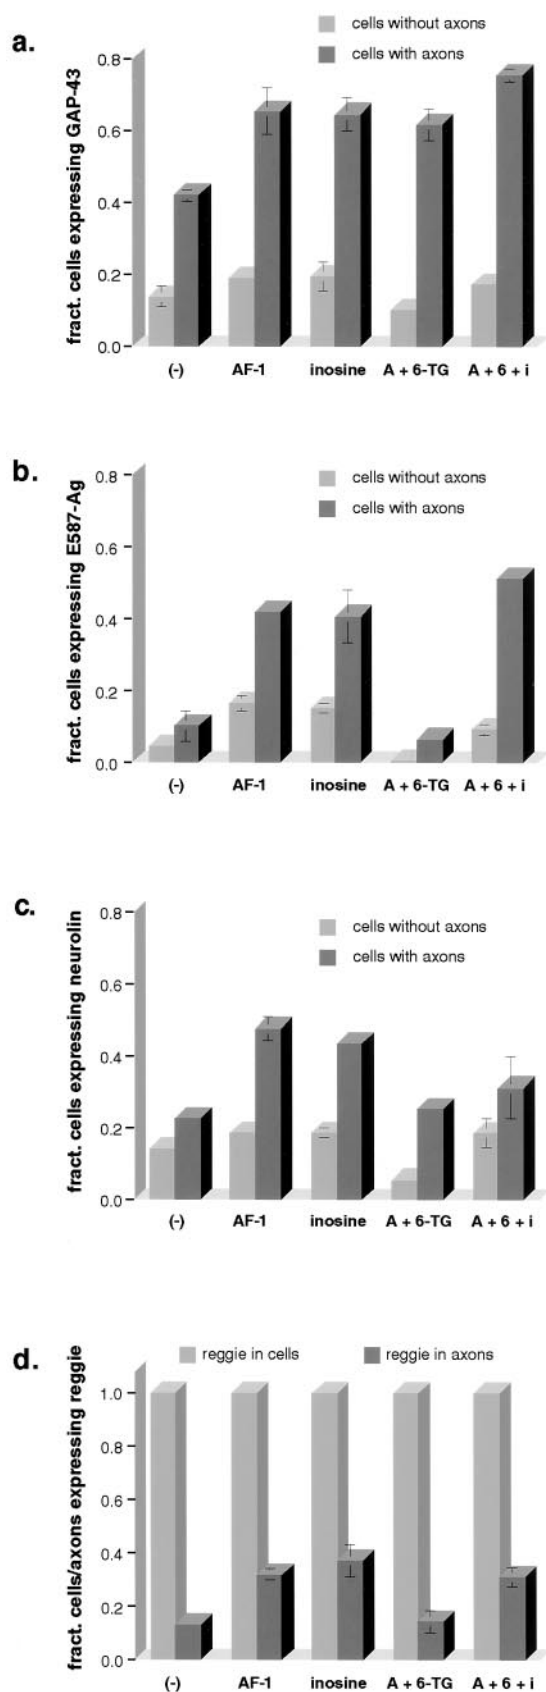 a.
cells without axons
cells with axons
fract. cells expressing GAP-43
0.8
0.6
0.4
0.2
0.0
(-) AF-1 inosine A + 6-TG A + 6 + i
b.
cells without axons
cells with axons
fract. cells expressing E587-Ag
0.8
0.6
0.4
0.2
0.0
(-) AF-1 inosine A + 6-TG A + 6 + i
c.
cells without axons
cells with axons
fract. cells expressing neurolin
0.8
0.6
0.4
0.2
0.0
(-) AF-1 inosine A + 6-TG A + 6 + i
d.
reggie in cells reggie in axons
fract. cells/axons expressing reggie
1.0
0.8
0.6
0.4
0.2
0.0
(-) AF-1 inosine A + 6-TG A + 6 + i